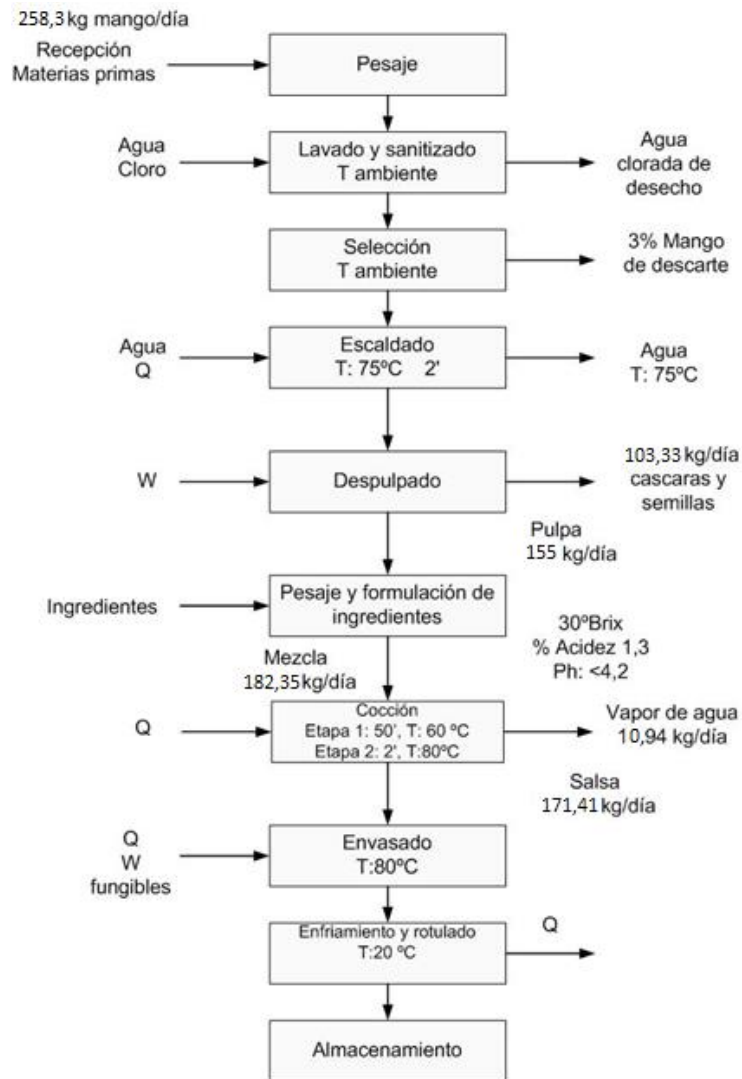 258,3 kg mango/día
Recepción
Materias primas
Pesaje
Agua
Cloro
Lavado y sanitizado
T ambiente
Agua
clorada de
desecho
Selección
T ambiente
3% Mango
de descarte
Agua
Q
Escaldado
T: 75ºC 2'
Agua
T: 75ºC
W
Despulpado
103,33 kg/día
cascaras y
semillas
Pulpa
155 kg/día
Ingredientes
Pesaje y formulación de
ingredientes
30ºBrix
% Acidez 1,3
Ph: <4,2
Mezcla
182,35 kg/día
Q
Cocción
Etapa 1: 50', T: 60 ºC
Etapa 2: 2', T:80ºC
Vapor de agua
10,94 kg/día
Salsa
171,41 kg/día
Q
W
fungibles
Envasado
T:80ºC
Enfriamiento y rotulado
T:20 ºC
Q
Almacenamiento